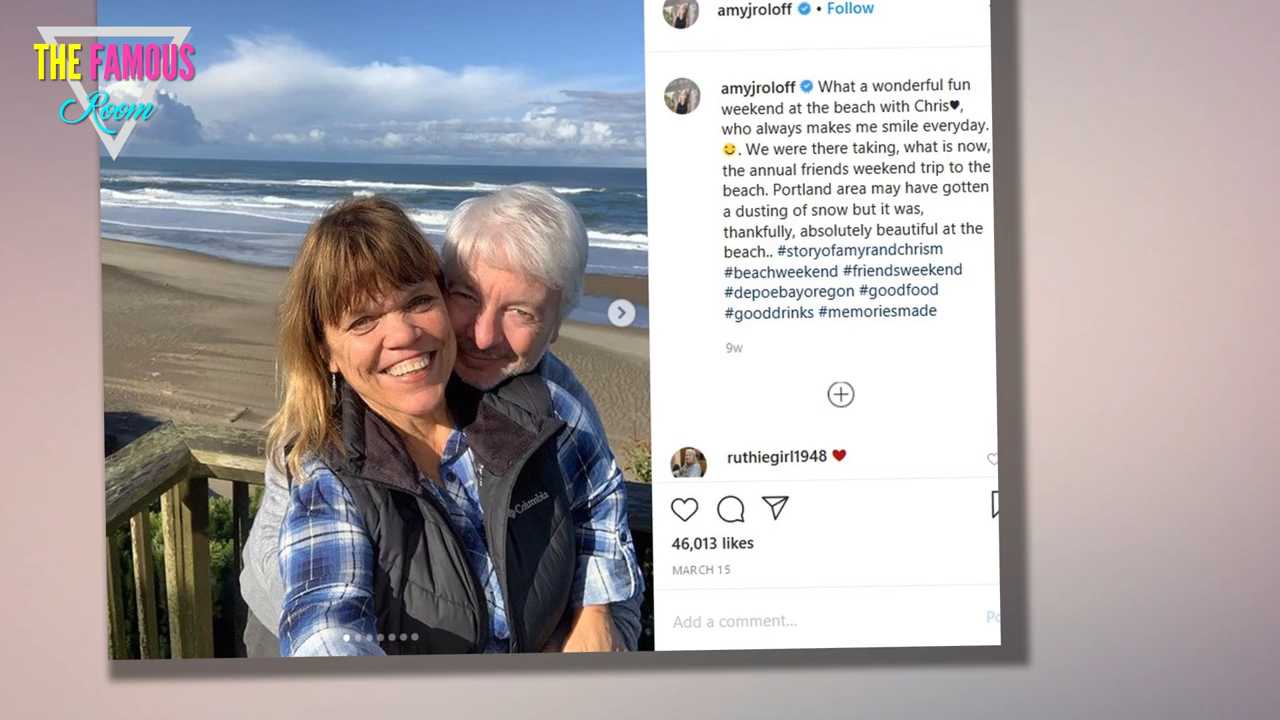 THE FAMOUS
Room
amyjroloff • Follow
amyjroloff What a wonderful fun
weekend at the beach with Chris🖤,
who always makes me smile everyday.
😃. We were there taking, what is now,
the annual friends weekend trip to the
beach. Portland area may have gotten
a dusting of snow but it was,
thankfully, absolutely beautiful at the
beach.. #storyofamyrandchrism
#beachweekend #friendsweekend
#depoebayoregon #goodfood
#gooddrinks #memoriesmade
9w
ruthiegirl1948 ❤
Columbia
46,013 likes
MARCH 15
Add a comment...
Po